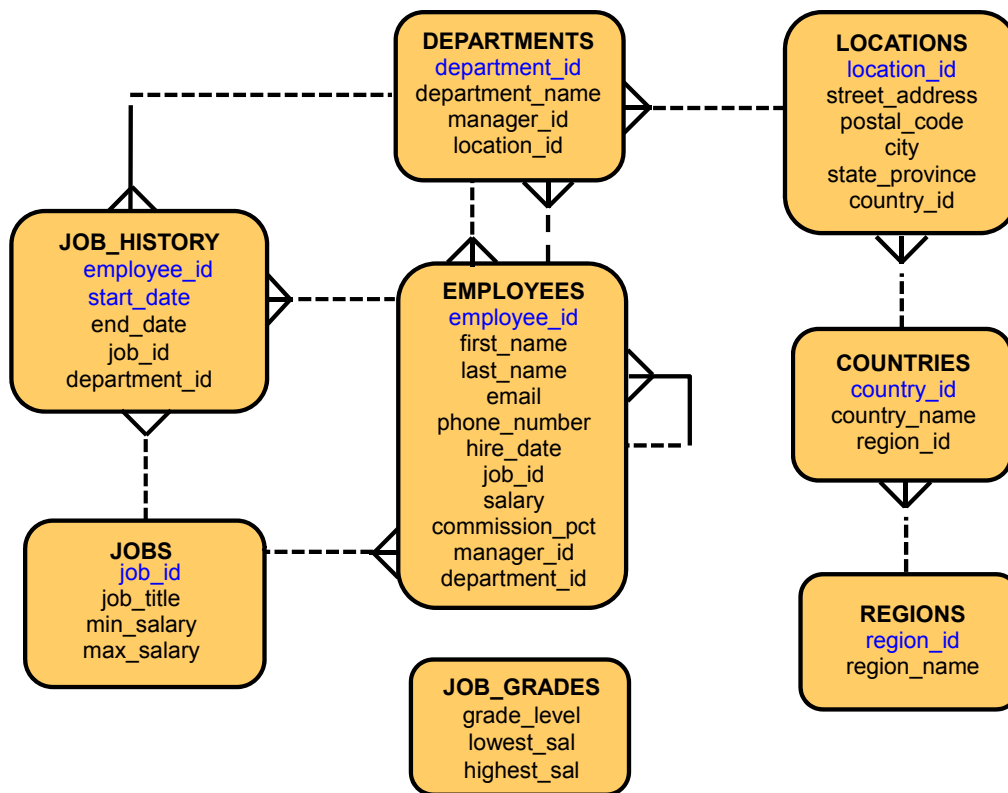 DEPARTMENTS
department_id
department_name
manager_id
location_id
LOCATIONS
location_id
street_address
postal_code
city
state_province
country_id
JOB_HISTORY
employee_id
start_date
end_date
job_id
department_id
EMPLOYEES
employee_id
first_name
last_name
email
phone_number
hire_date
job_id
salary
commission_pct
manager_id
department_id
COUNTRIES
country_id
country_name
region_id
JOBS
job_id
job_title
min_salary
max_salary
REGIONS
region_id
region_name
JOB_GRADES
grade_level
lowest_sal
highest_sal